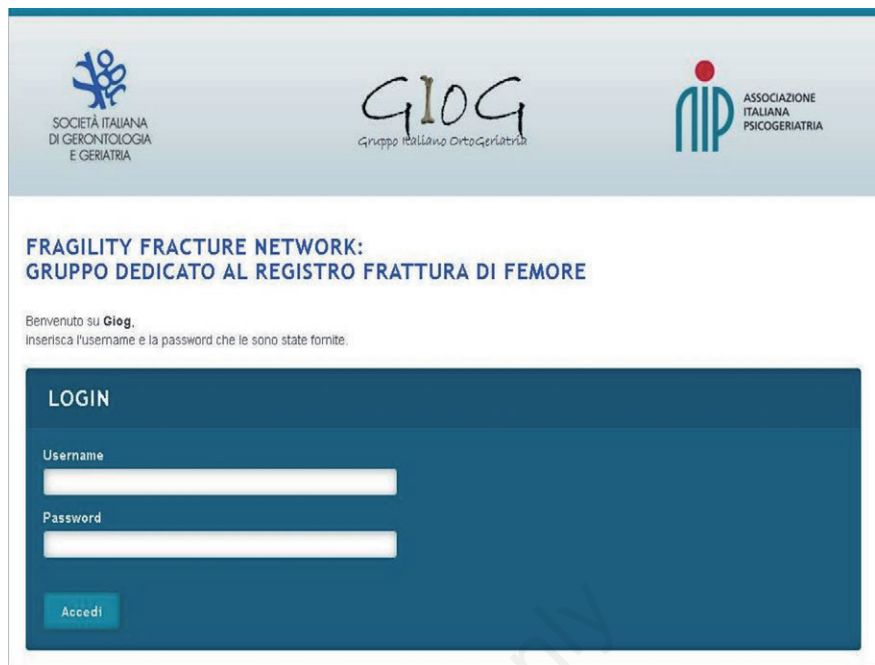 SOCIETÀ ITALIANA
DI GERONTOLOGIA
E GERIATRIA
GIOG
Gruppo Italiano OrtoGeriatria
AIP
ASSOCIAZIONE
ITALIANA
PSICOGERIATRIA
FRAGILITY FRACTURE NETWORK:
GRUPPO DEDICATO AL REGISTRO FRATTURA DI FEMORE
Benvenuto su Giog,
inserisca l'username e la password che le sono state fornite.
LOGIN
Username
Password
Accedi